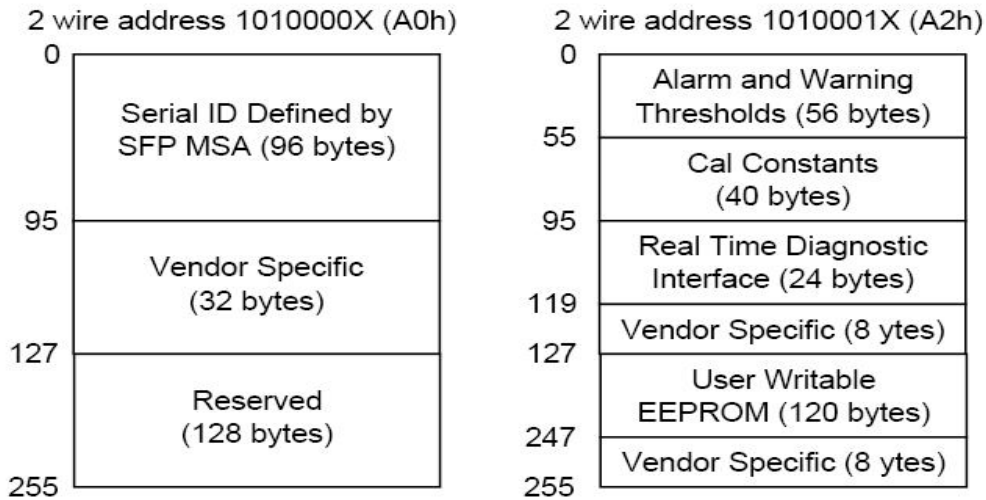 2 wire address 1010000X (A0h)
0
Serial ID Defined by
SFP MSA (96 bytes)
95
Vendor Specific
(32 bytes)
127
Reserved
(128 bytes)
255
2 wire address 1010001X (A2h)
0
Alarm and Warning
Thresholds (56 bytes)
55
Cal Constants
(40 bytes)
95
Real Time Diagnostic
Interface (24 bytes)
119
Vendor Specific (8 ytes)
127
User Writable
EEPROM (120 bytes)
247
Vendor Specific (8 ytes)
255